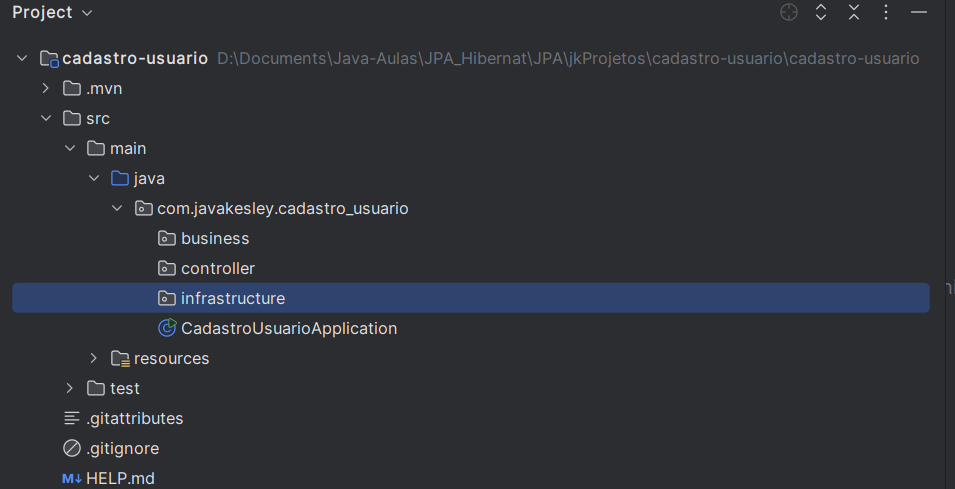 Project
cadastro-usuario D:\Documents\Java-Aulas\JPA_Hibernat\JPA\jkProjetos\cadastro-usuario\cadastro-usuario
.mvn
src
main
java
com.javakesley.cadastro_usuario
business
controller
infrastructure
CadastroUsuarioApplication
resources
test
.gitattributes
.gitignore
M↓ HELP.md